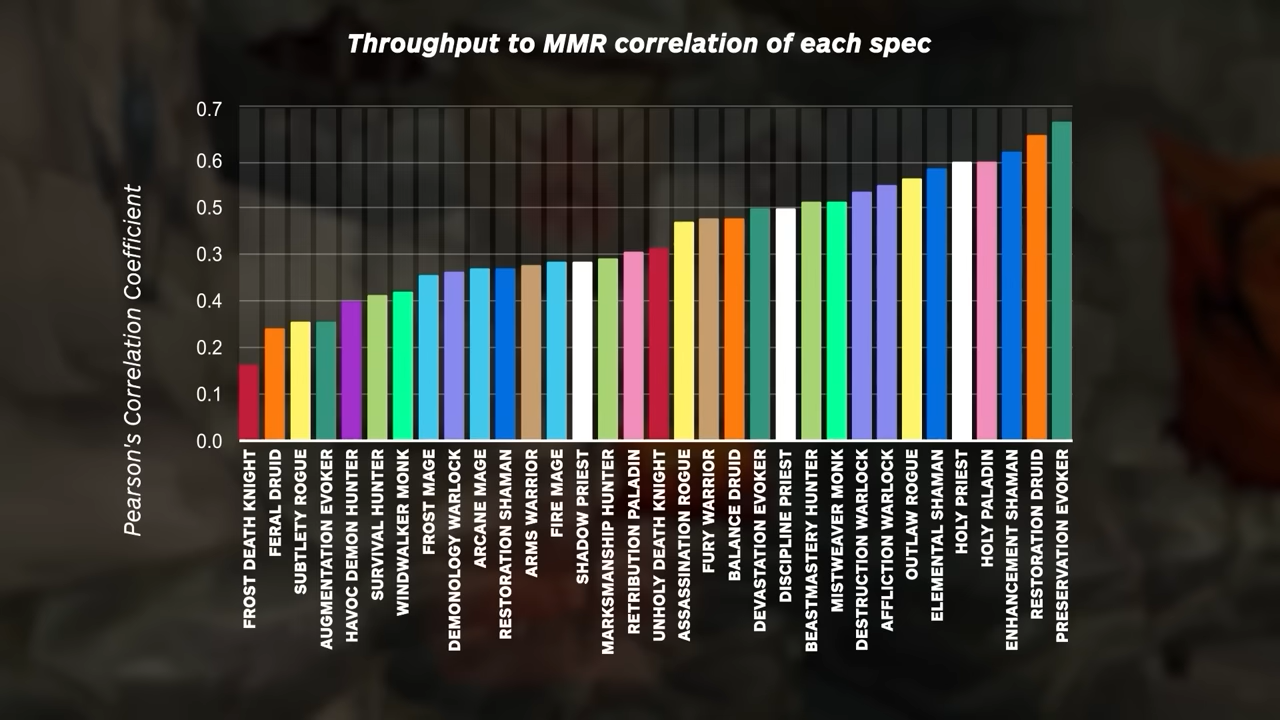 Throughput to MMR correlation of each spec
Pearson's Correlation Coefficient
0.7
0.6
0.5
0.3
0.4
0.2
0.1
0.0
FROST DEATH KNIGHT
FERAL DRUID
SUBTLETY ROGUE
AUGMENTATION EVOKER
HAVOC DEMON HUNTER
SURVIVAL HUNTER
WINDWALKER MONK
FROST MAGE
DEMONOLOGY WARLOCK
ARCANE MAGE
RESTORATION SHAMAN
ARMS WARRIOR
FIRE MAGE
SHADOW PRIEST
MARKSMANSHIP HUNTER
RETRIBUTION PALADIN
UNHOLY DEATH KNIGHT
ASSASSINATION ROGUE
FURY WARRIOR
BALANCE DRUID
DEVASTATION EVOKER
DISCIPLINE PRIEST
BEASTMASTERY HUNTER
MISTWEAVER MONK
DESTRUCTION WARLOCK
AFFLICTION WARLOCK
OUTLAW ROGUE
ELEMENTAL SHAMAN
HOLY PRIEST
HOLY PALADIN
ENHANCEMENT SHAMAN
RESTORATION DRUID
PRESERVATION EVOKER